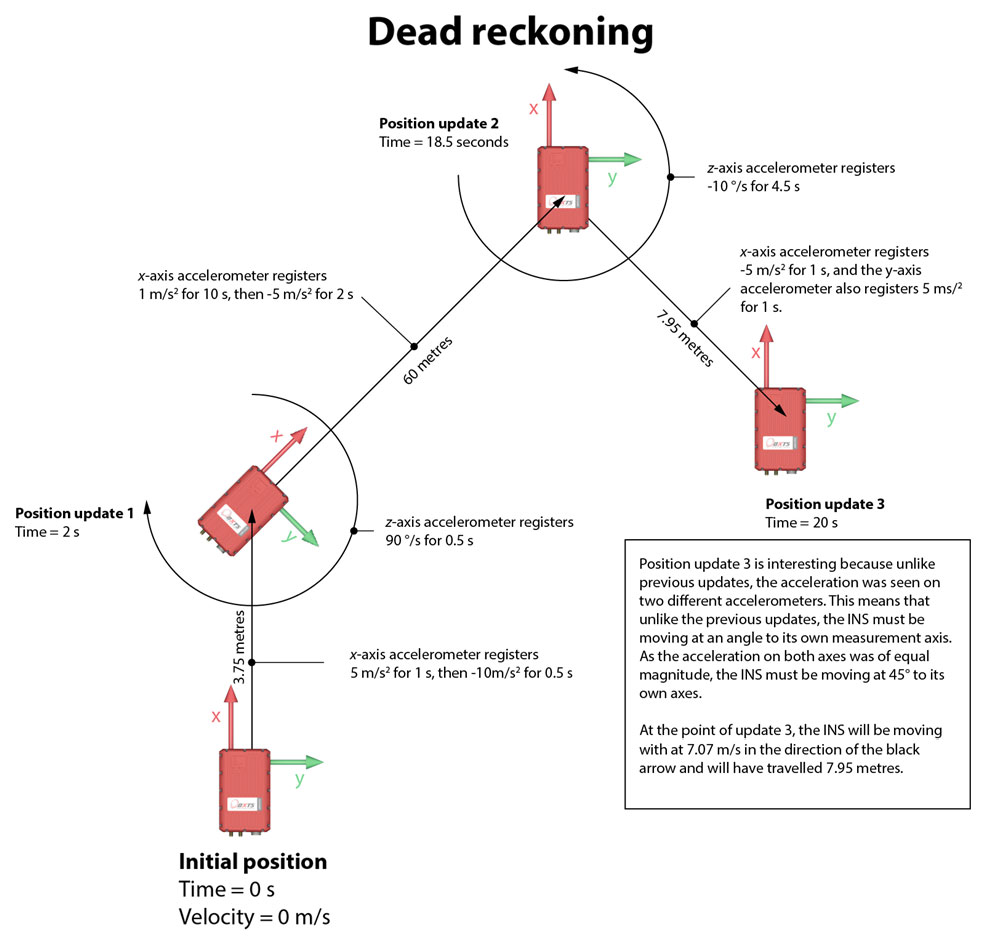 Dead reckoning
Position update 2
Time = 18.5 seconds
x
y
z-axis accelerometer registers
-10 °/s for 4.5 s
x-axis accelerometer registers
1 m/s² for 10 s, then -5 m/s² for 2 s
60 metres
x-axis accelerometer registers
-5 m/s² for 1 s, and the y-axis
accelerometer also registers 5 ms/²
for 1 s.
7.95 metres
x
y
OXTS
Position update 3
Time = 20 s
Position update 1
Time = 2 s
x
y
OXTS
z-axis accelerometer registers
90 °/s for 0.5 s
3.75 metres
x-axis accelerometer registers
5 m/s² for 1 s, then -10m/s² for 0.5 s
x
y
OXTS
Initial position
Time = 0 s
Velocity = 0 m/s
Position update 3 is interesting because unlike
previous updates, the acceleration was seen on
two different accelerometers. This means that
unlike the previous updates, the INS must be
moving at an angle to its own measurement axis.
As the acceleration on both axes was of equal
magnitude, the INS must be moving at 45° to its
own axes.
At the point of update 3, the INS will be moving
with at 7.07 m/s in the direction of the black
arrow and will have travelled 7.95 metres.